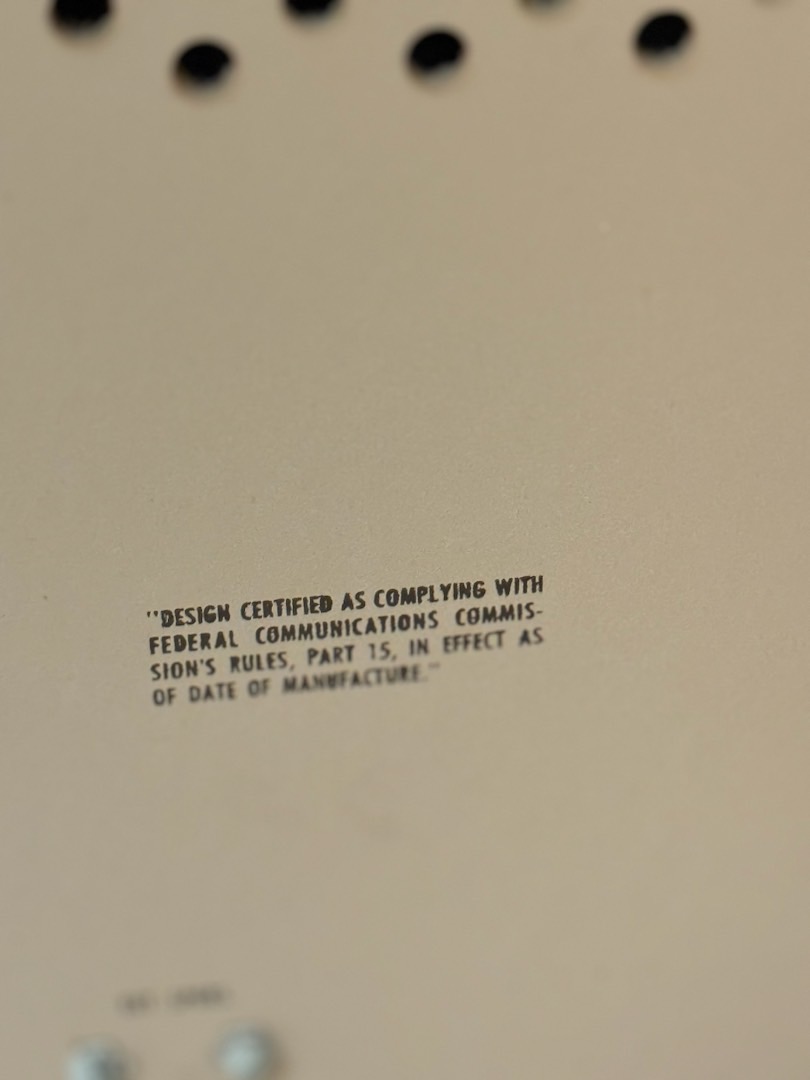 "DESIGN CERTIFIED AS COMPLYING WITH
FEDERAL COMMUNICATIONS COMMIS-
SION'S RULES, PART 15, IN EFFECT AS
OF DATE OF MANUFACTURE."